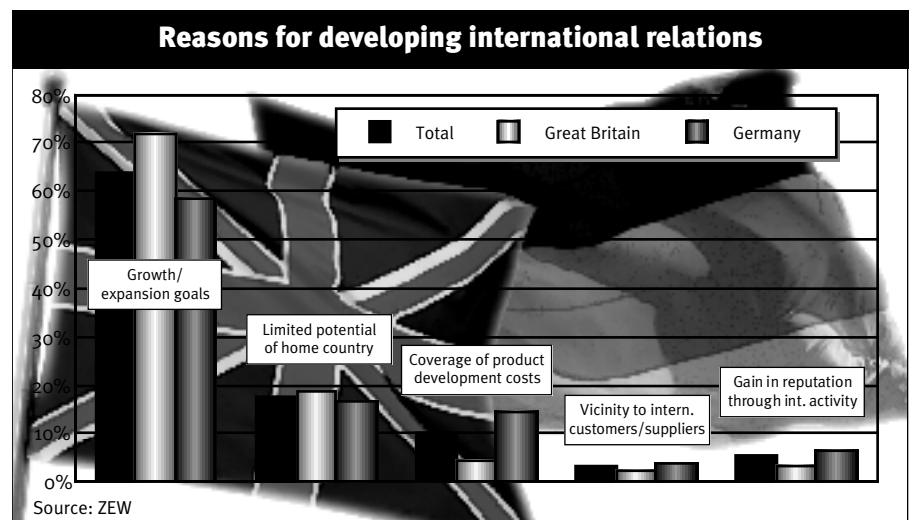 Reasons for developing international relations
80%
70%
60%
50%
40%
30%
20%
10%
0%
Total
Great Britain
Germany
Growth/
expansion goals
Limited potential
of home country
Coverage of product
development costs
Vicinity to intern.
customers/suppliers
Gain in reputation
through int. activity
Source: ZEW